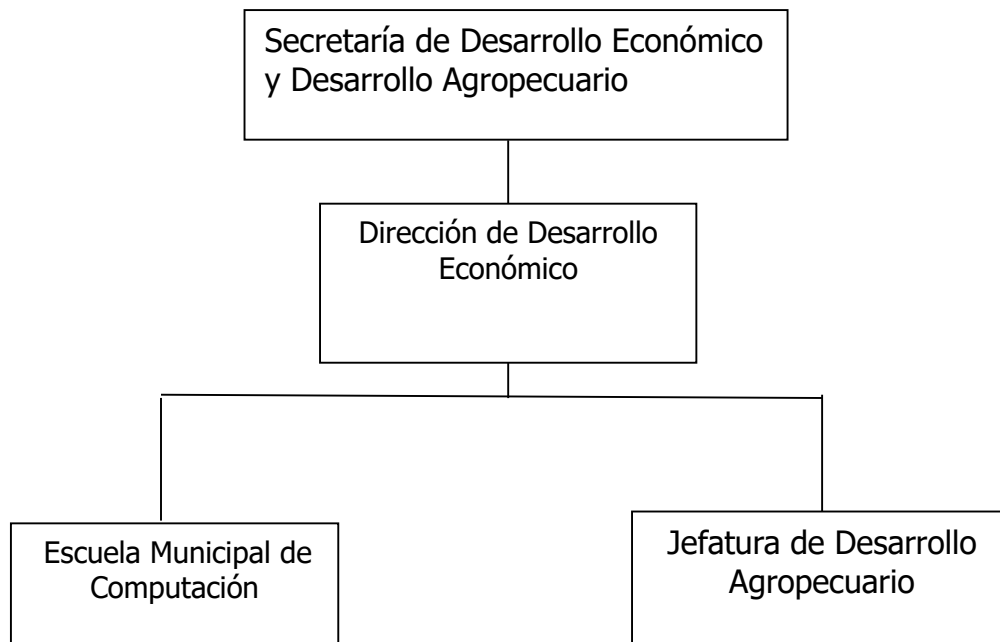 Secretaría de Desarrollo Económico
y Desarrollo Agropecuario
Dirección de Desarrollo
Económico
Escuela Municipal de
Computación
Jefatura de Desarrollo
Agropecuario